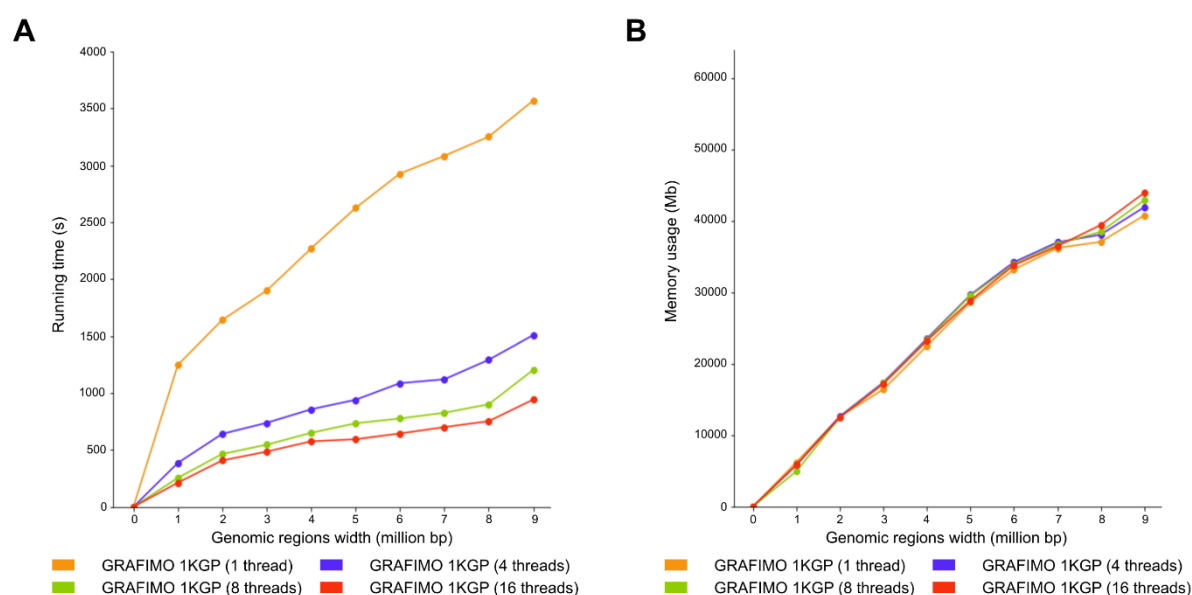 A
4000
3500
3000
2500
2000
1500
1000
500
0
Running time (s)
0 1 2 3 4 5 6 7 8 9
Genomic regions width (million bp)
GRAFIMO 1KGP (1 thread)
GRAFIMO 1KGP (4 threads)
GRAFIMO 1KGP (8 threads)
GRAFIMO 1KGP (16 threads)
B
60000
50000
40000
30000
20000
10000
0
Memory usage (Mb)
0 1 2 3 4 5 6 7 8 9
Genomic regions width (million bp)
GRAFIMO 1KGP (1 thread)
GRAFIMO 1KGP (4 threads)
GRAFIMO 1KGP (8 threads)
GRAFIMO 1KGP (16 threads)